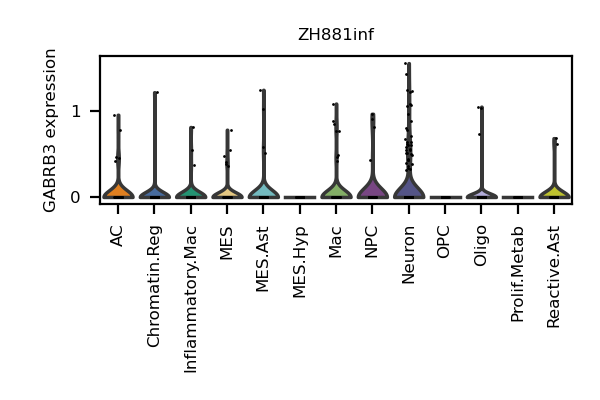 ZH881inf
GABRB3 expression
1
0
AC
Chromatin.Reg
Inflammatory.Mac
MES
MES.Ast
MES.Hyp
Mac
NPC
Neuron
OPC
Oligo
Prolif.Metab
Reactive.Ast